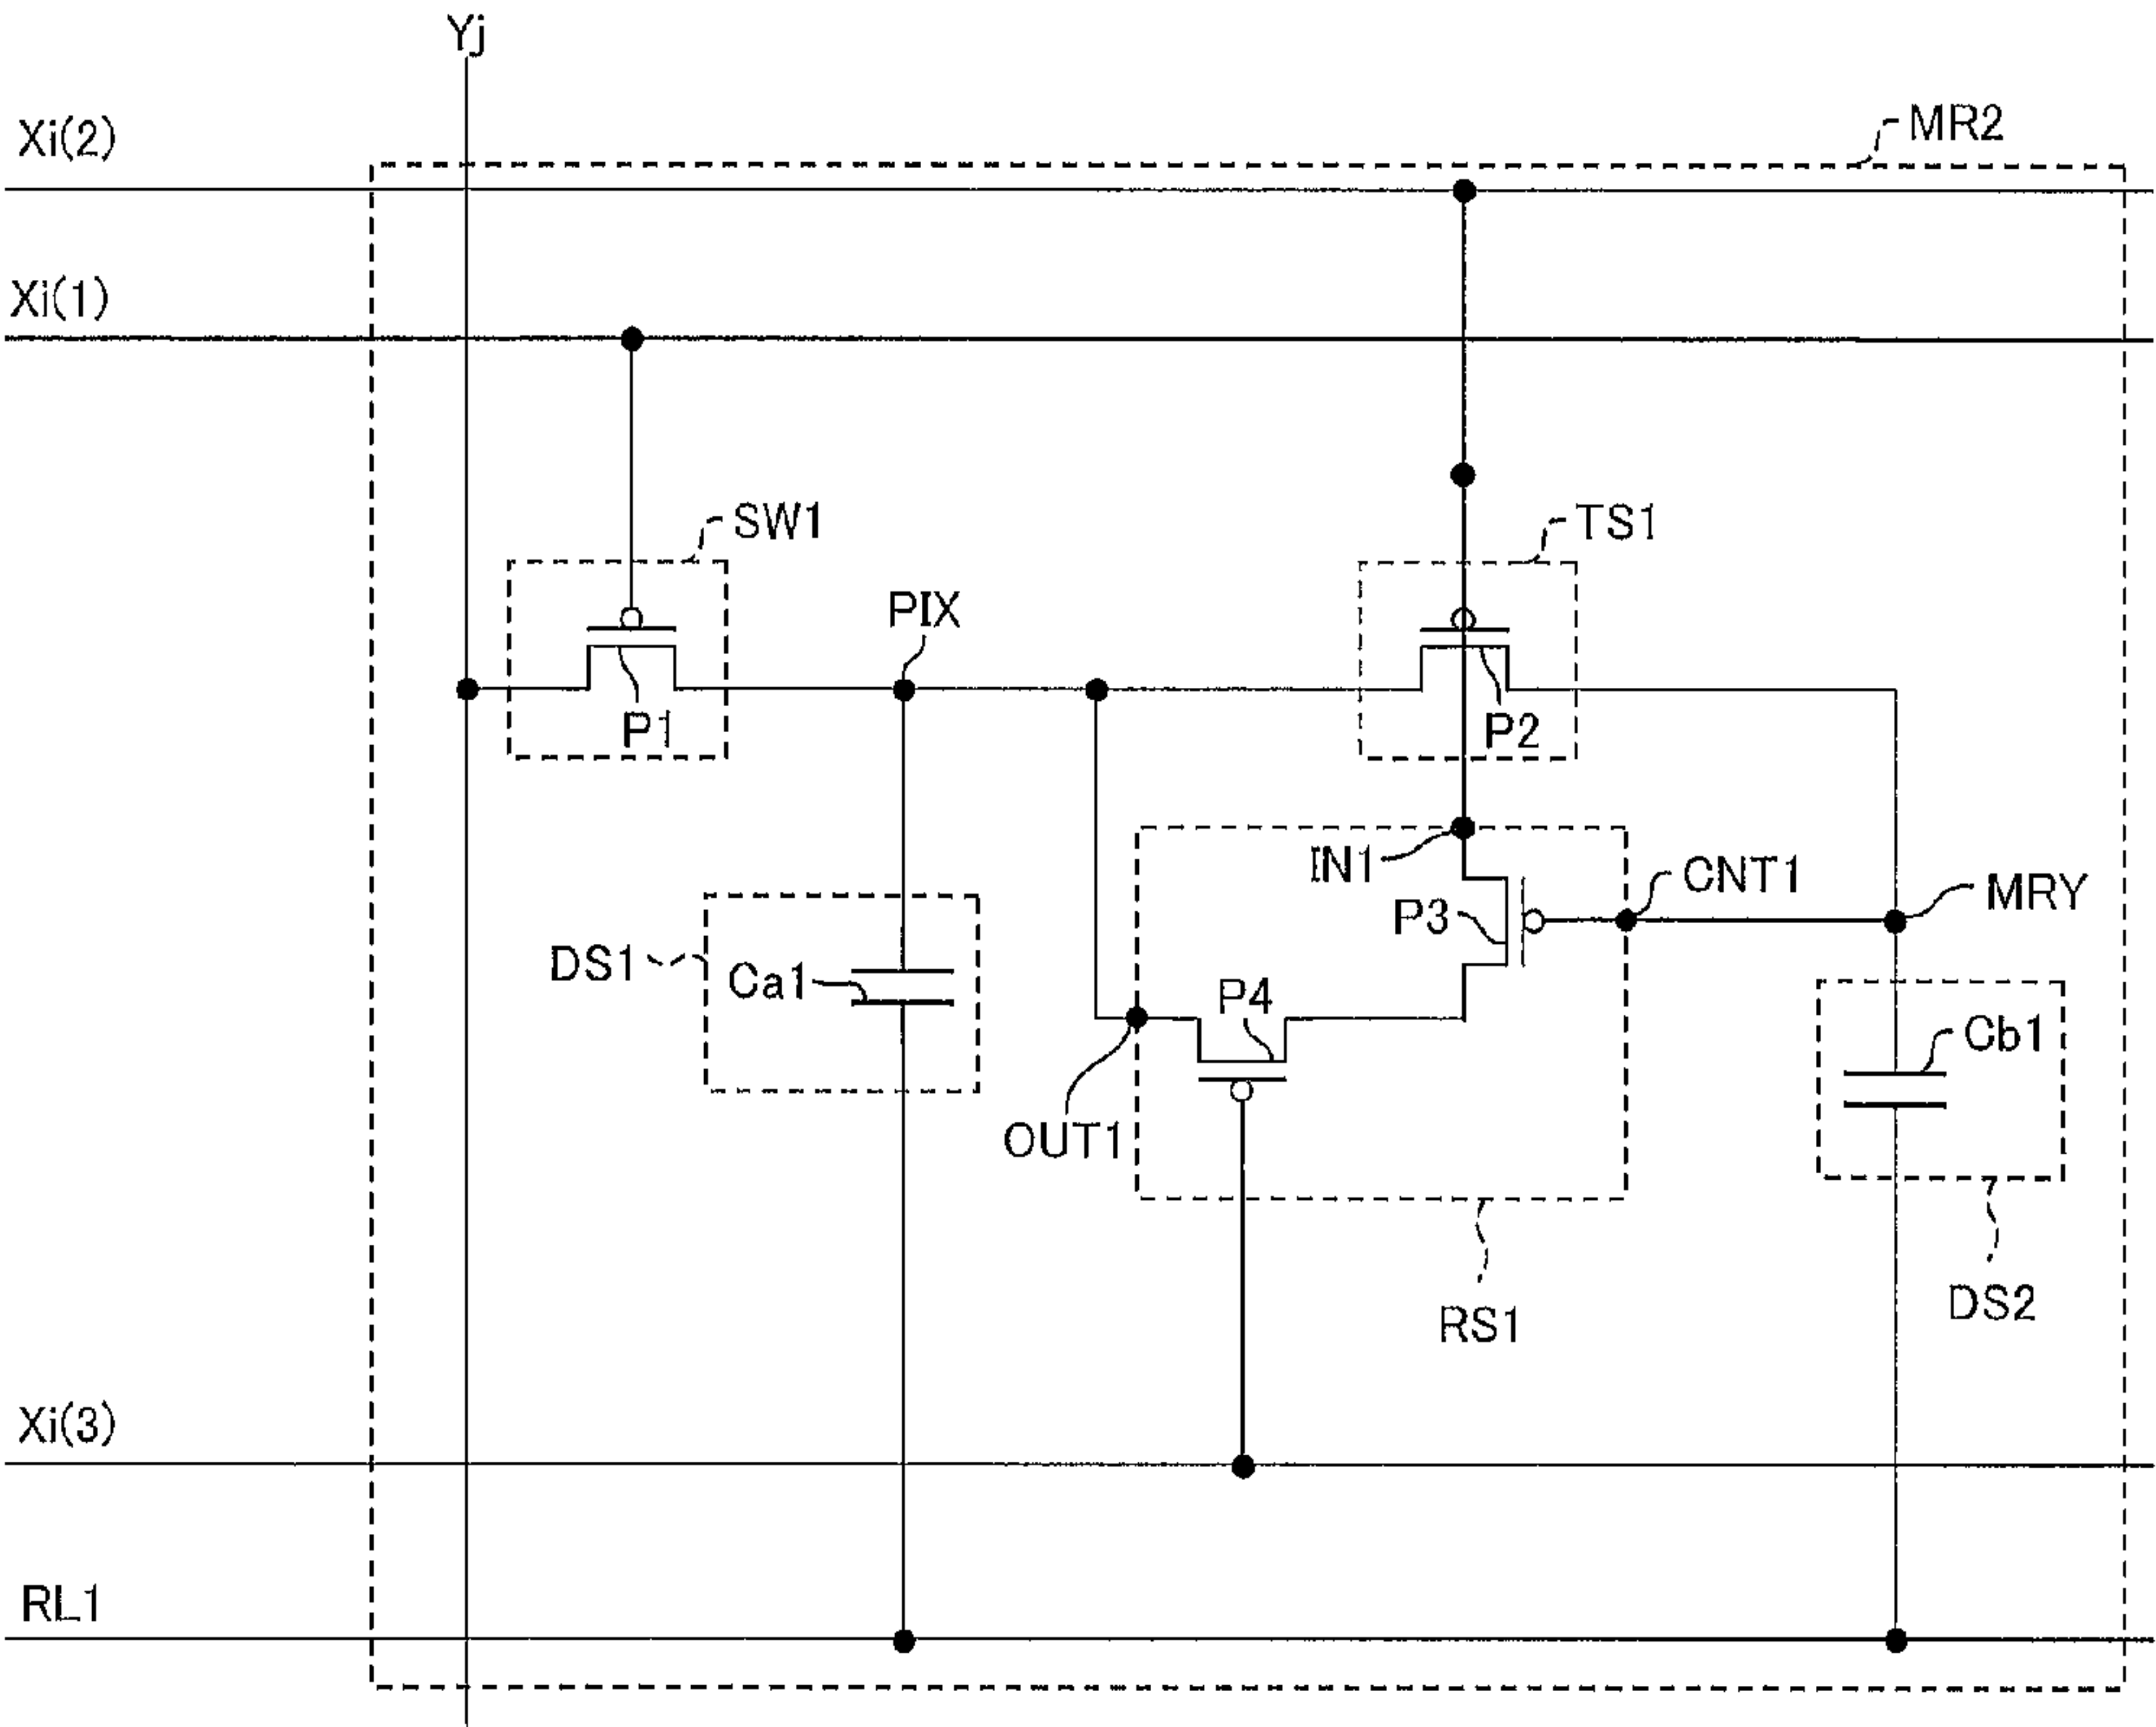 Yj
Xi(2)
MR2
Xi(1)
SW1
TS1
PIX
P1
P2
IN1
CNT1
MRY
P3
DS1
Ca1
P4
Cb1
OUT1
DS2
RS1
Xi(3)
RL1